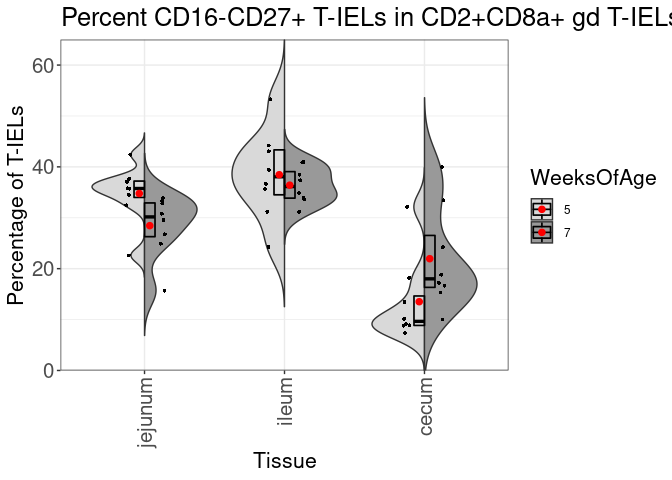 Percent CD16-CD27+ T-IELs in CD2+CD8a+ gd T-IELs
Percentage of T-IELs
60
40
20
0
jejunum
ileum
cecum
Tissue
WeeksOfAge
5
7